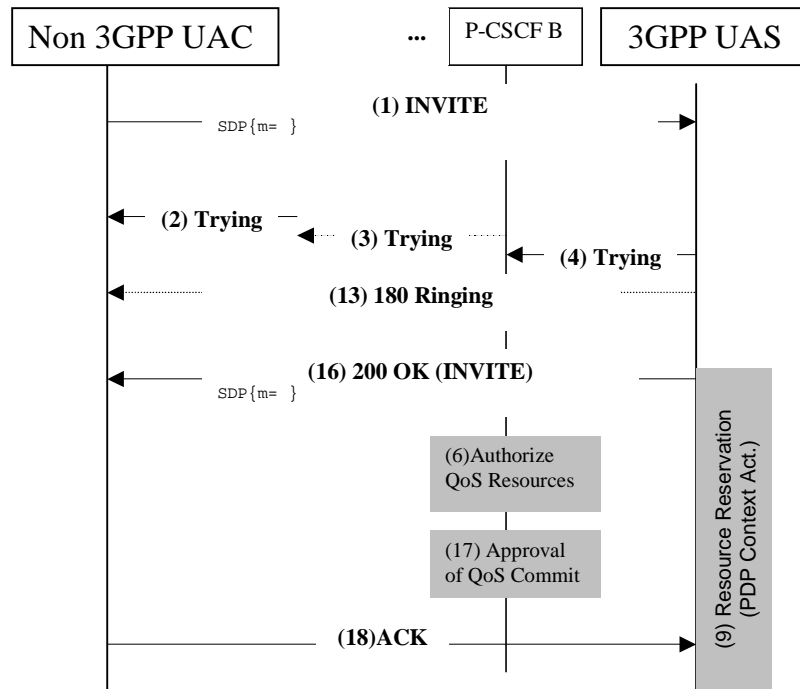 Non 3GPP UAC
...
P-CSCF B
3GPP UAS
(1) INVITE
SDP{m= }
(2) Trying
(3) Trying
(4) Trying
(13) 180 Ringing
(16) 200 OK (INVITE)
SDP{m= }
(6)Authorize
QoS Resources
(17) Approval
of QoS Commit
(9) Resource Reservation
(PDP Context Act.)
(18)ACK